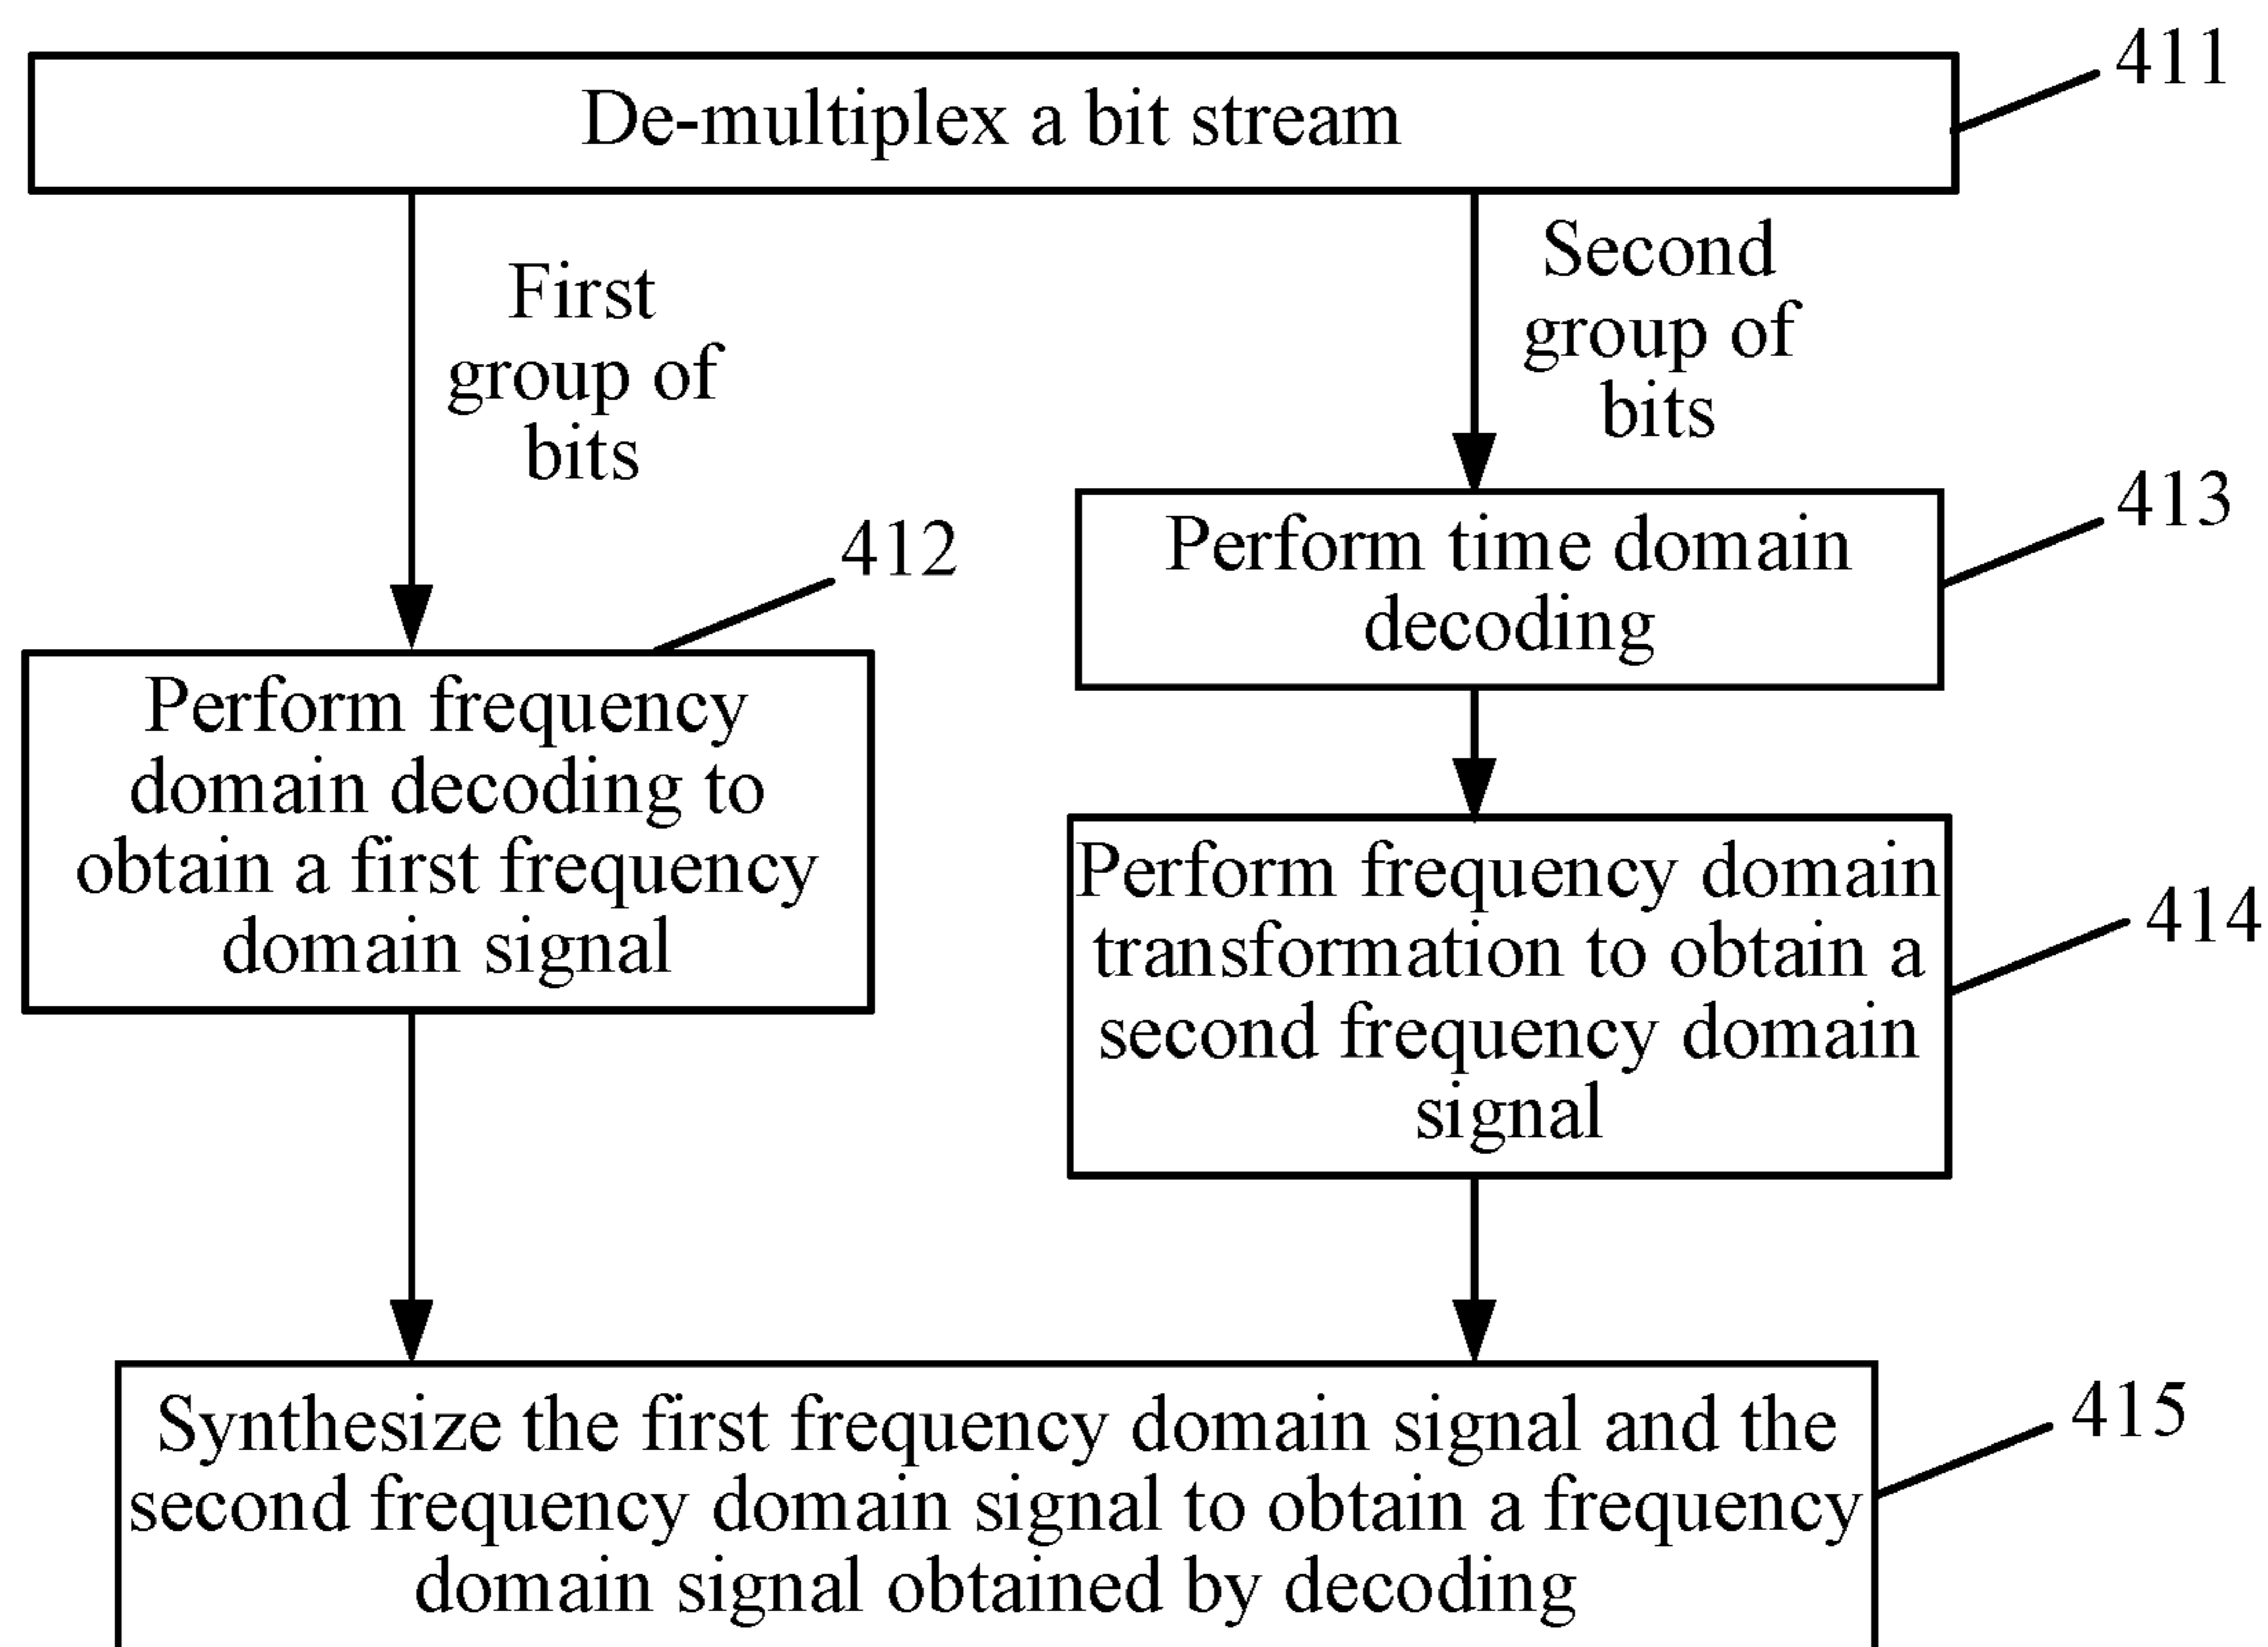 411
De-multiplex a bit stream
First
group of
bits
Second
group of
bits
412
413
Perform time domain
decoding
Perform frequency
domain decoding to
obtain a first frequency
domain signal
414
Perform frequency domain
transformation to obtain a
second frequency domain
signal
415
Synthesize the first frequency domain signal and the
second frequency domain signal to obtain a frequency
domain signal obtained by decoding